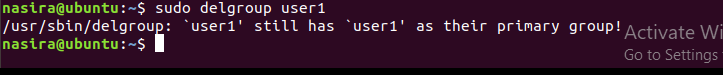 nasira@ubuntu:~$ sudo delgroup user1
/usr/sbin/delgroup: `user1' still has `user1' as their primary group!
nasira@ubuntu:~$
Activate Wi
Go to Settings